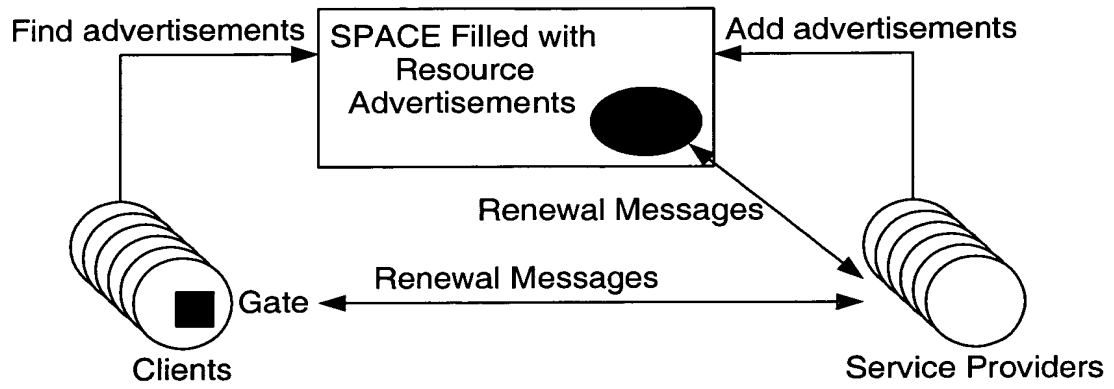 Find advertisements
SPACE Filled with
Resource
Advertisements
Add advertisements
Renewal Messages
Renewal Messages
Gate
Clients
Service Providers